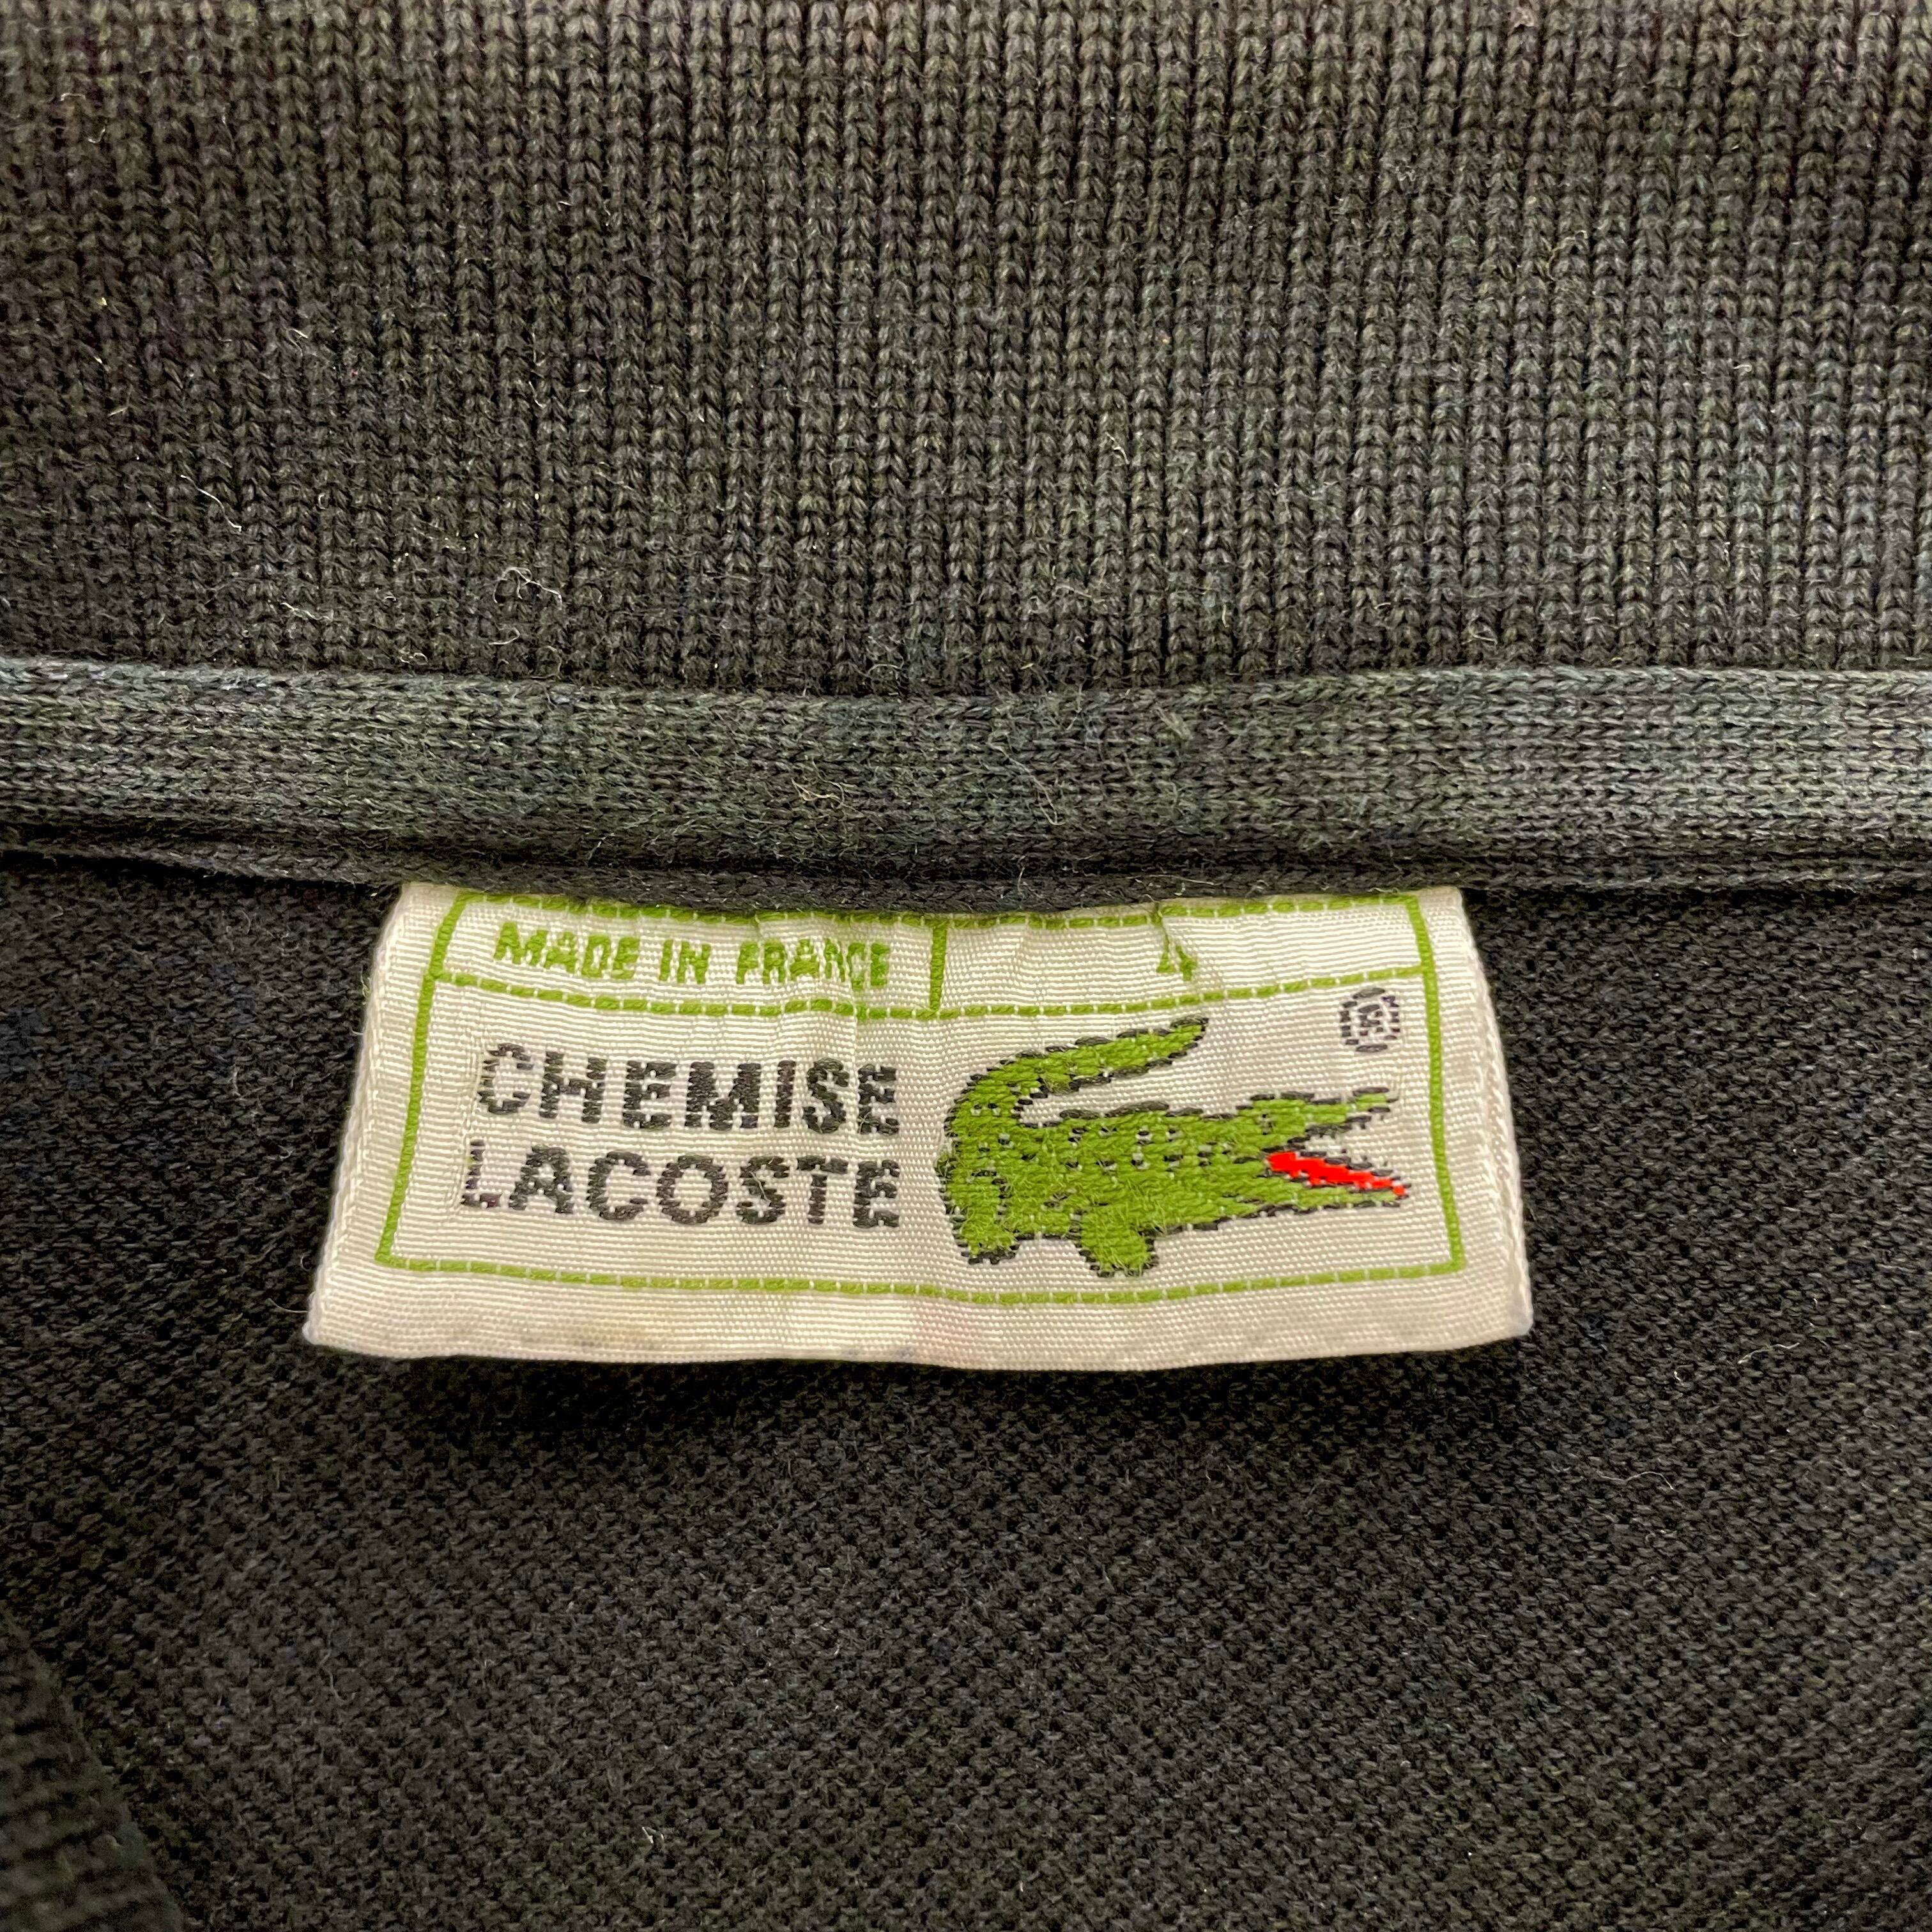 MADE IN FRANCE 4
CHEMISE
LACOSTE
®